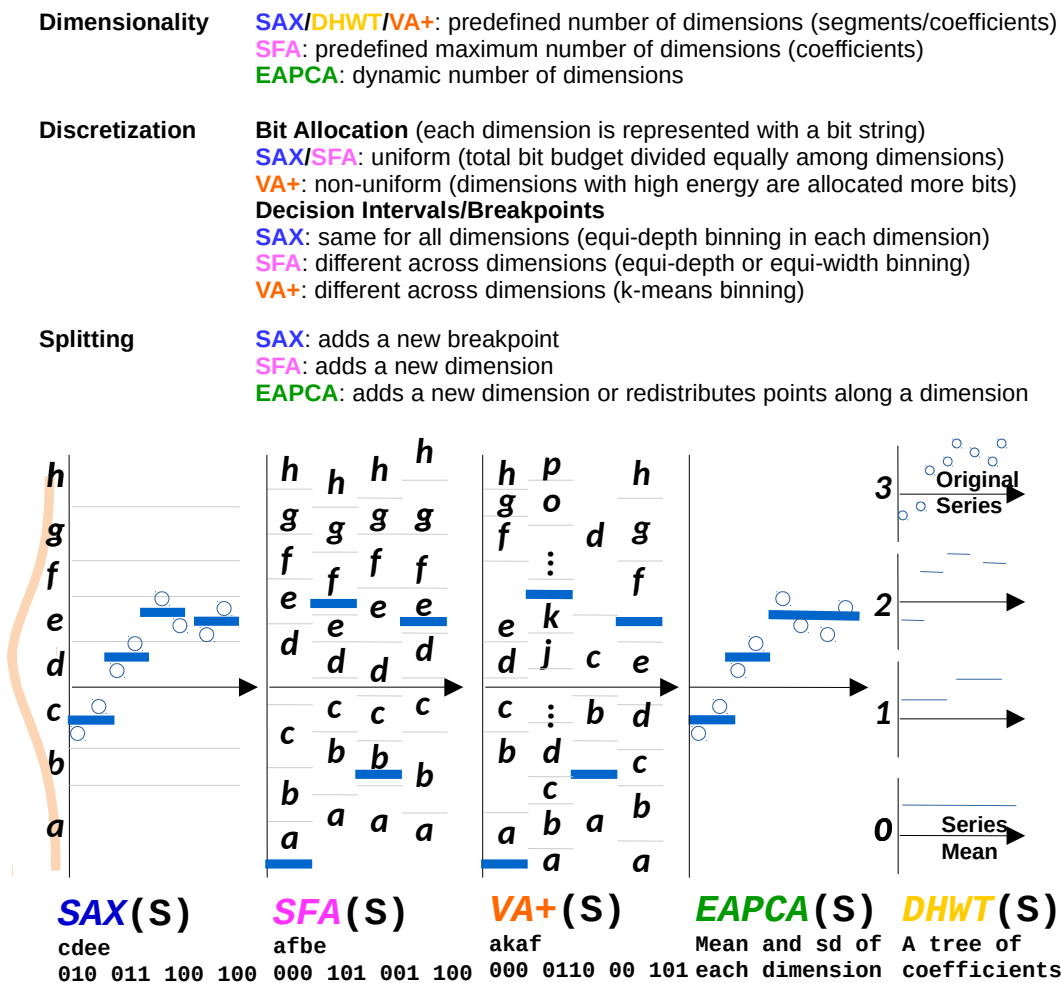 Dimensionality SAX/DHWT/VA+: predefined number of dimensions (segments/coefficients)
SFA: predefined maximum number of dimensions (coefficients)
EAPCA: dynamic number of dimensions
Discretization Bit Allocation (each dimension is represented with a bit string)
SAX/SFA: uniform (total bit budget divided equally among dimensions)
VA+: non-uniform (dimensions with high energy are allocated more bits)
Decision Intervals/Breakpoints
SAX: same for all dimensions (equi-depth binning in each dimension)
SFA: different across dimensions (equi-depth or equi-width binning)
VA+: different across dimensions (k-means binning)
Splitting SAX: adds a new breakpoint
SFA: adds a new dimension
EAPCA: adds a new dimension or redistributes points along a dimension
h
g
f
e
d
c
b
a
h
g
f
e
d
c
b
a
h
g
f
e
d
c
b
a
h
g
f
e
d
c
b
a
h
g
f
e
d
c
b
a
h
g
f
e
d
c
b
a
p
o
⋮
k
j
⋮
d
c
b
a
d
c
b
a
h
g
f
e
d
c
b
a
3 Original
Series
2
1
0 Series
Mean
SAX(S) SFA(S) VA+(S) EAPCA(S) DHWT(S)
cdee afbe akaf Mean and sd of A tree of
010 011 100 100 000 101 001 100 000 0110 00 101 each dimension coefficients